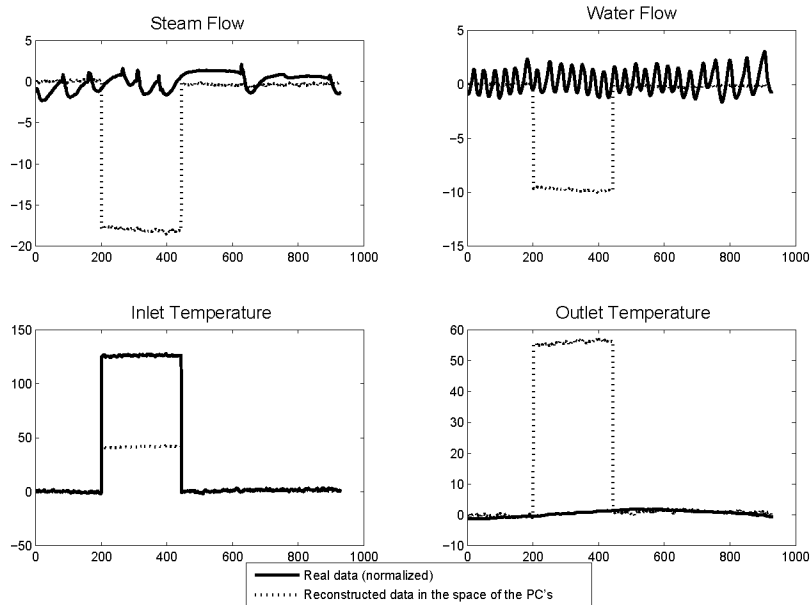 Steam Flow
5
0
−5
−10
−15
−20
0 200 400 600 800 1000
Water Flow
5
0
−5
−10
−15
0 200 400 600 800 1000
Inlet Temperature
150
100
50
0
−50
0 200 400 600 800 1000
Outlet Temperature
60
50
40
30
20
10
0
−10
0 200 400 600 800 1000
Real data (normalized)
Reconstructed data in the space of the PC's